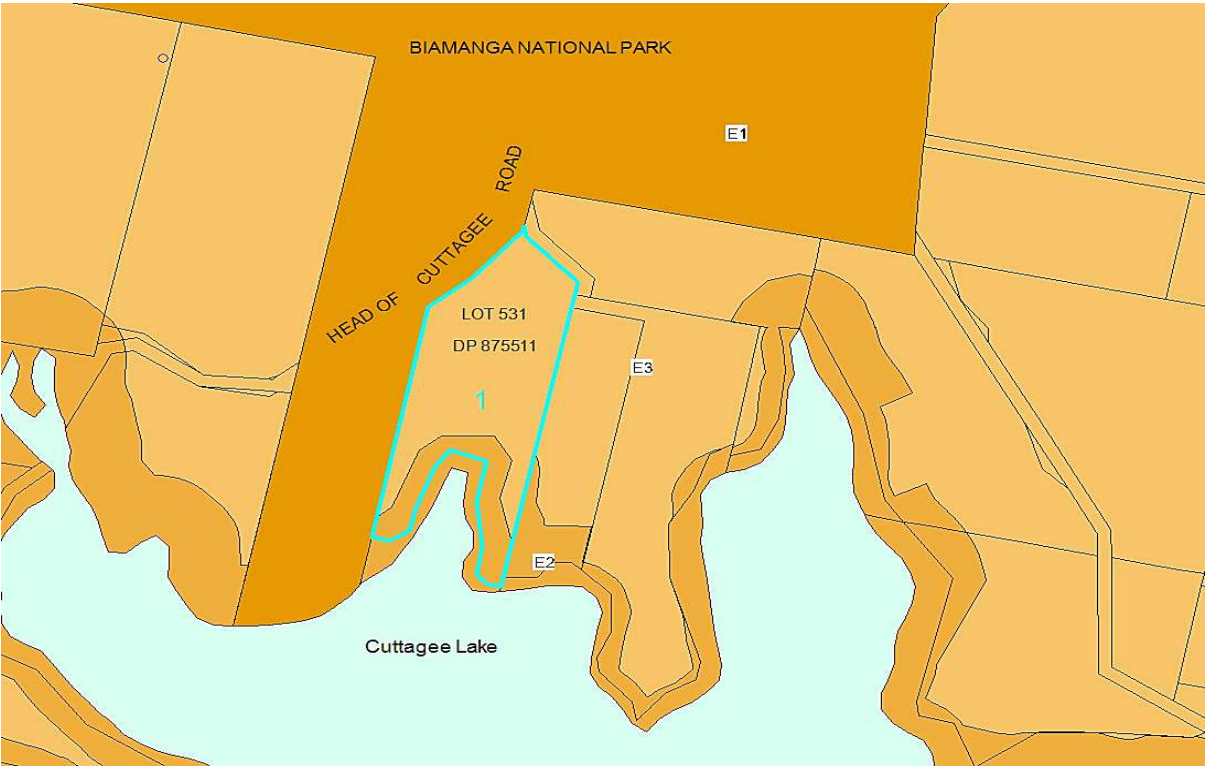 BIAMANGA NATIONAL PARK
E1
HEAD OF CUTTAGEE ROAD
LOT 531
DP 875511
E3
1
E2
Cuttagee Lake